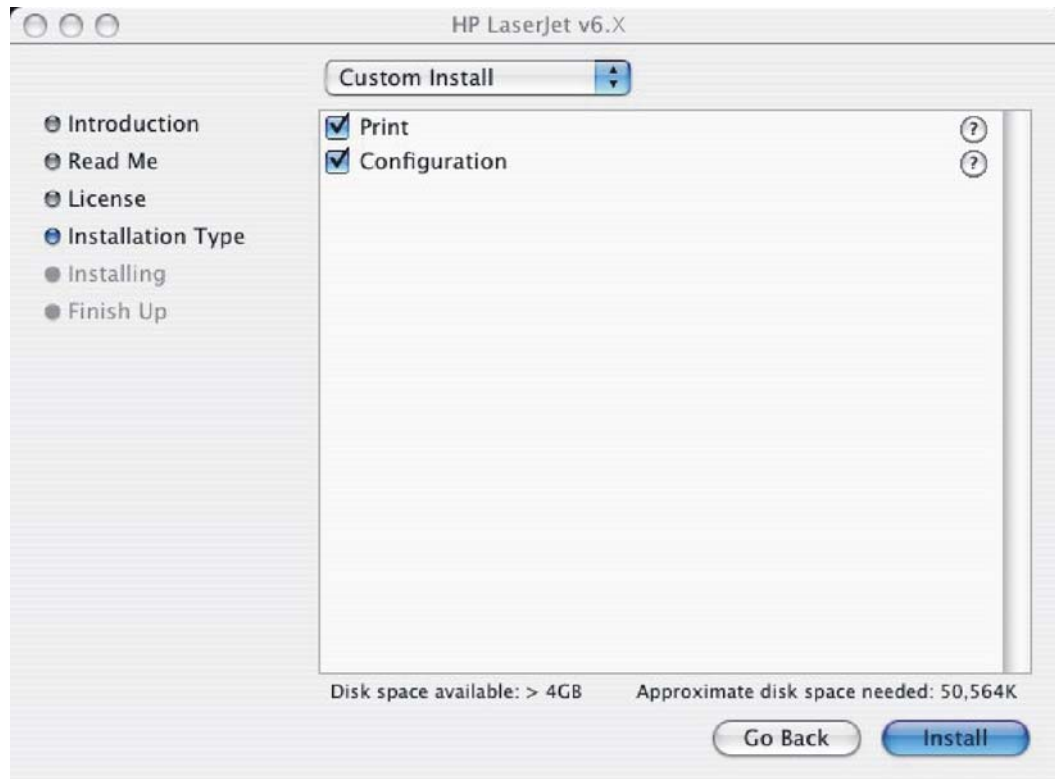 HP LaserJet v6.X
Custom Install
Introduction
Read Me
License
Installation Type
Installing
Finish Up
Print ?
Configuration ?
Disk space available: > 4GB Approximate disk space needed: 50,564K
Go Back Install